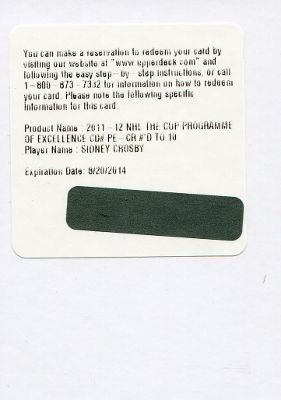 You can make a reservation to redeem your card by
visiting our website at "www.upperdeck.com" and
following the easy step - by - step instructions, or call
1 - 800 - 873 - 7332 for information on how to redeem
your card. Please note the following specific
information for this card.
Product Name : 2011 - 12 NHL THE CUP PROGRAMME
OF EXCELLENCE CD# PE - CR #'D TO 10
Player Name : SIDNEY CROSBY
Expiration Date: 8/20/2014